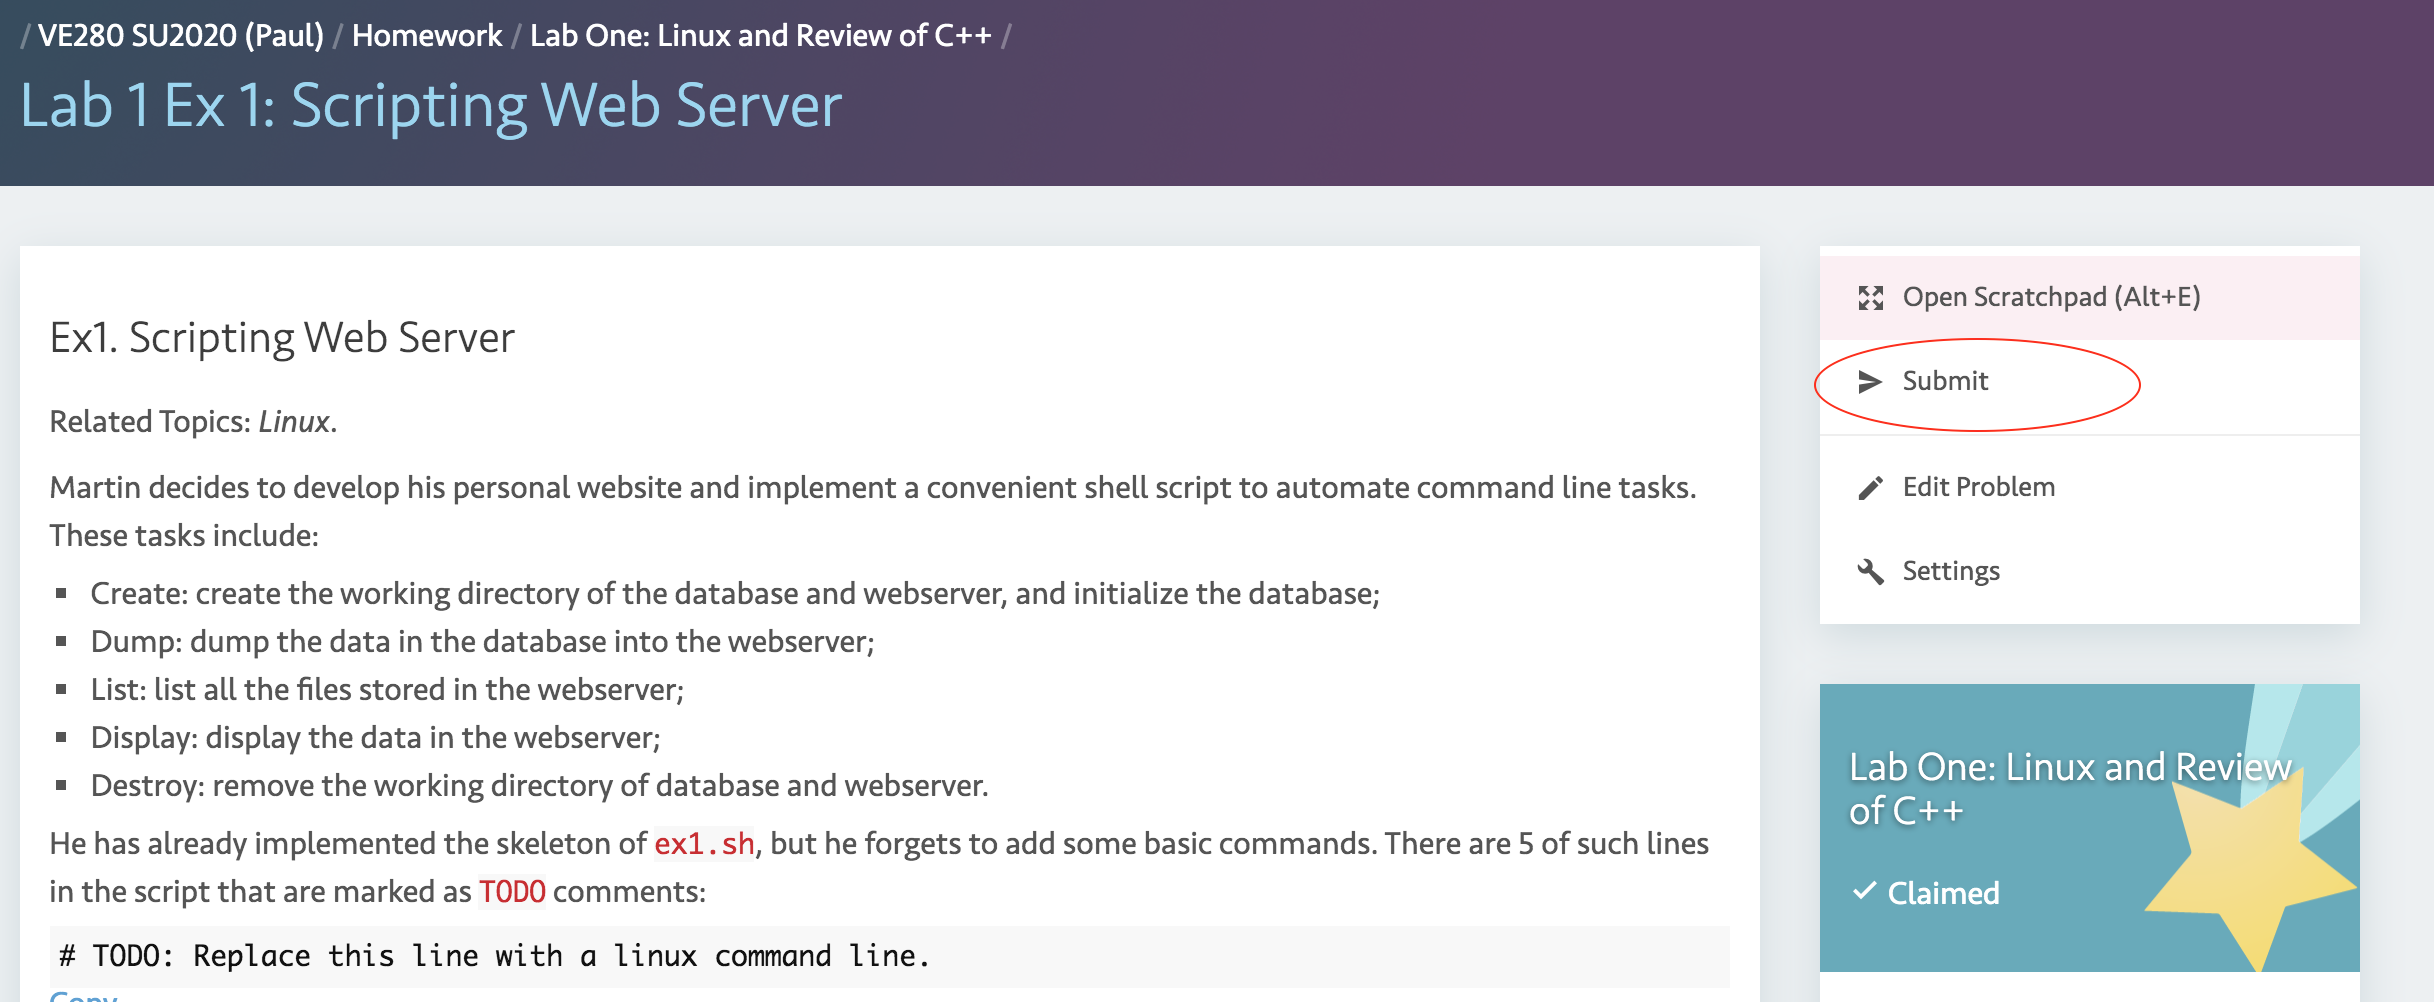 / VE280 SU2020 (Paul) / Homework / Lab One: Linux and Review of C++ /
Lab 1 Ex 1: Scripting Web Server
Ex1. Scripting Web Server
Related Topics: Linux.
Martin decides to develop his personal website and implement a convenient shell script to automate command line tasks.
These tasks include:
▪ Create: create the working directory of the database and webserver, and initialize the database;
▪ Dump: dump the data in the database into the webserver;
▪ List: list all the files stored in the webserver;
▪ Display: display the data in the webserver;
▪ Destroy: remove the working directory of database and webserver.
He has already implemented the skeleton of ex1.sh, but he forgets to add some basic commands. There are 5 of such lines
in the script that are marked as TODO comments:
# TODO: Replace this line with a linux command line.
Copy
Open Scratchpad (Alt+E)
Submit
Edit Problem
Settings
Lab One: Linux and Review
of C++
✓ Claimed